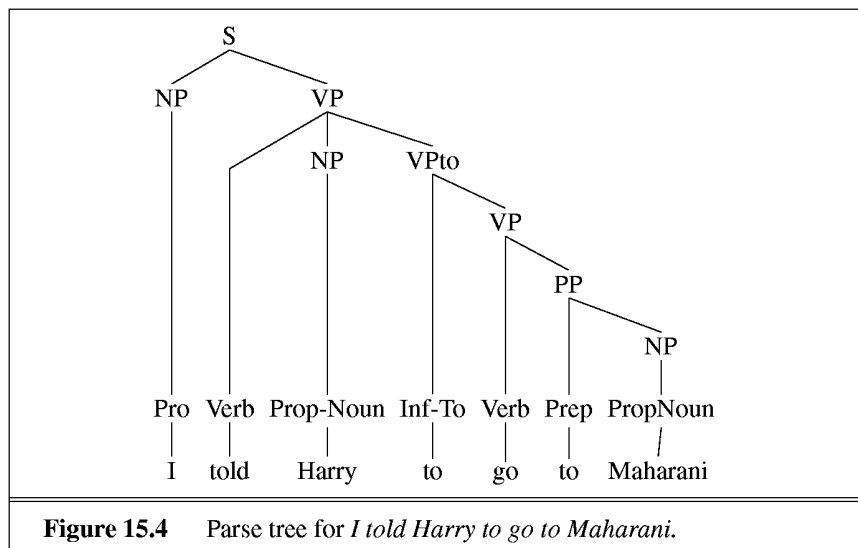 S
NP VP
NP VPto
VP
PP
NP
Pro Verb Prop-Noun Inf-To Verb Prep PropNoun
I told Harry to go to Maharani
Figure 15.4 Parse tree for I told Harry to go to Maharani.